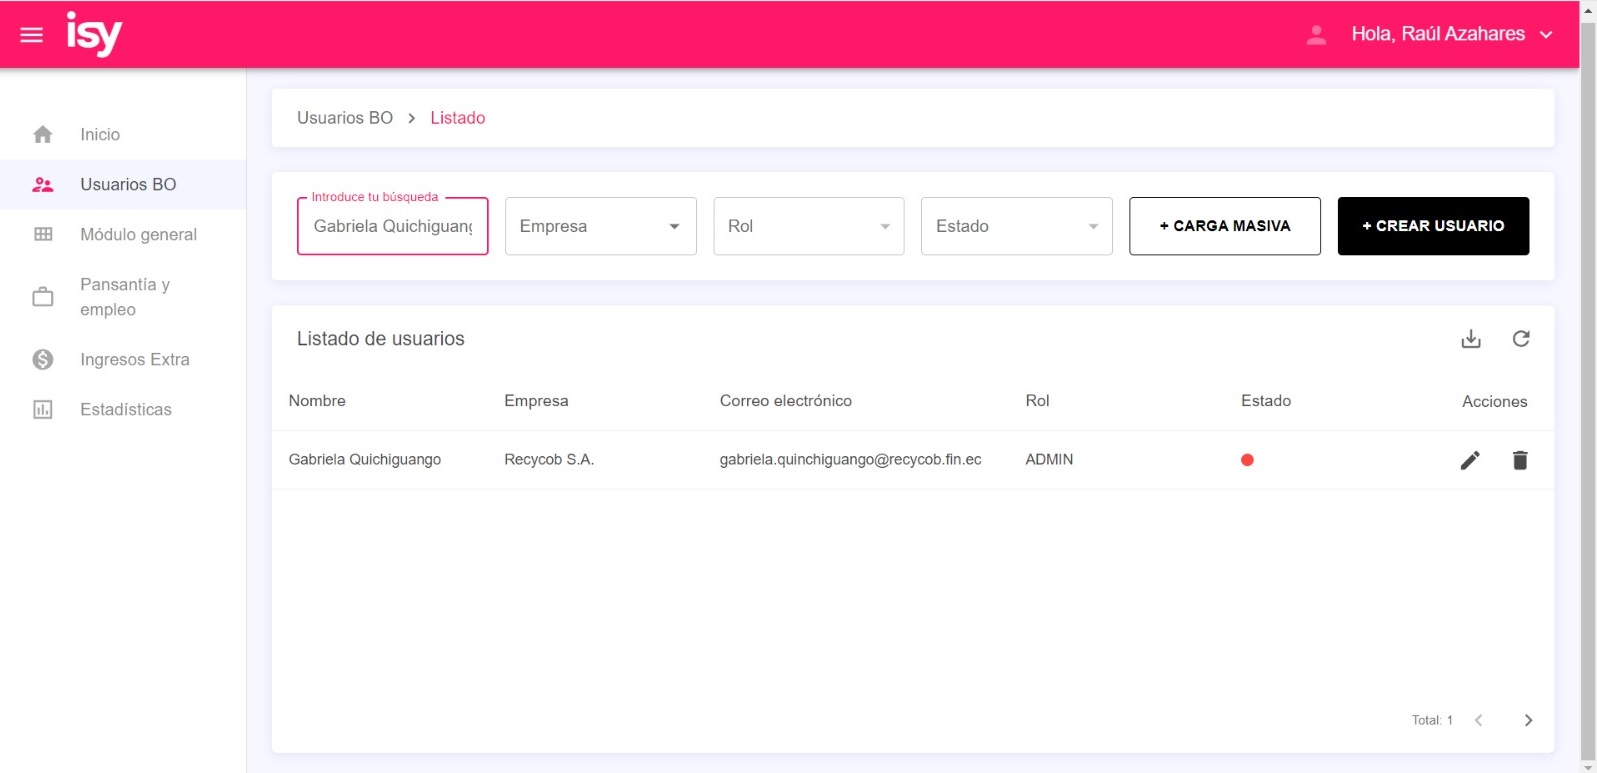 isy
Hola, Raúl Azahares
Inicio
Usuarios BO
Módulo general
Pansantía y
empleo
Ingresos Extra
Estadísticas
Usuarios BO > Listado
Introduce tu búsqueda
Gabriela Quichiguang
Empresa
Rol
Estado
+ CARGA MASIVA
+ CREAR USUARIO
Listado de usuarios
Nombre Empresa Correo electrónico Rol Estado Acciones
Gabriela Quichiguango Recycob S.A. gabriela.quinchiguango@recycob.fin.ec ADMIN
Total: 1